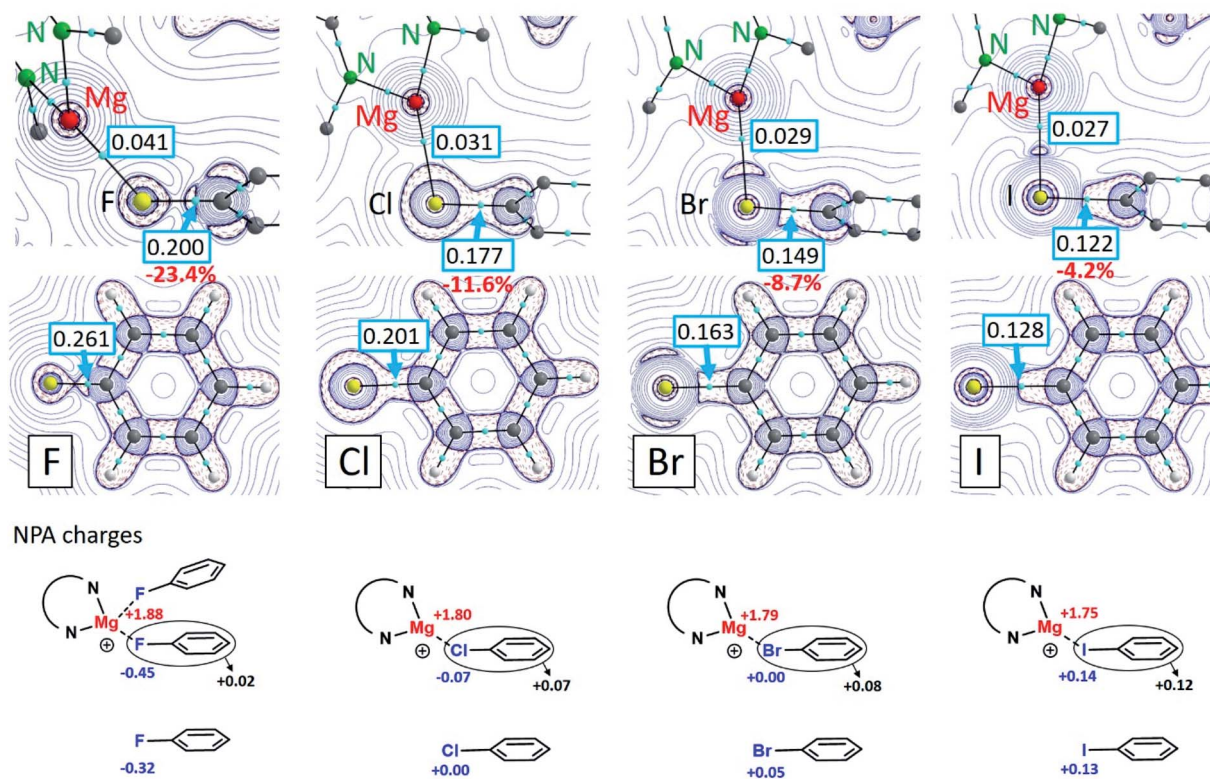 N N N N
N N N N
Mg Mg Mg Mg
0.041 0.031 0.029 0.027
F Cl Br I
0.200 0.177 0.149 0.122
-23.4% -11.6% -8.7% -4.2%
0.261 0.201 0.163 0.128
F Cl Br I
NPA charges
F
N N N N
Mg +1.88 Mg +1.80 Mg +1.79 Mg +1.75
N F N Cl N Br N I
⊕ ⊕ ⊕ ⊕
-0.45 +0.02 -0.07 +0.07 +0.00 +0.08 +0.14 +0.12
F Cl Br I
-0.32 +0.00 +0.05 +0.13